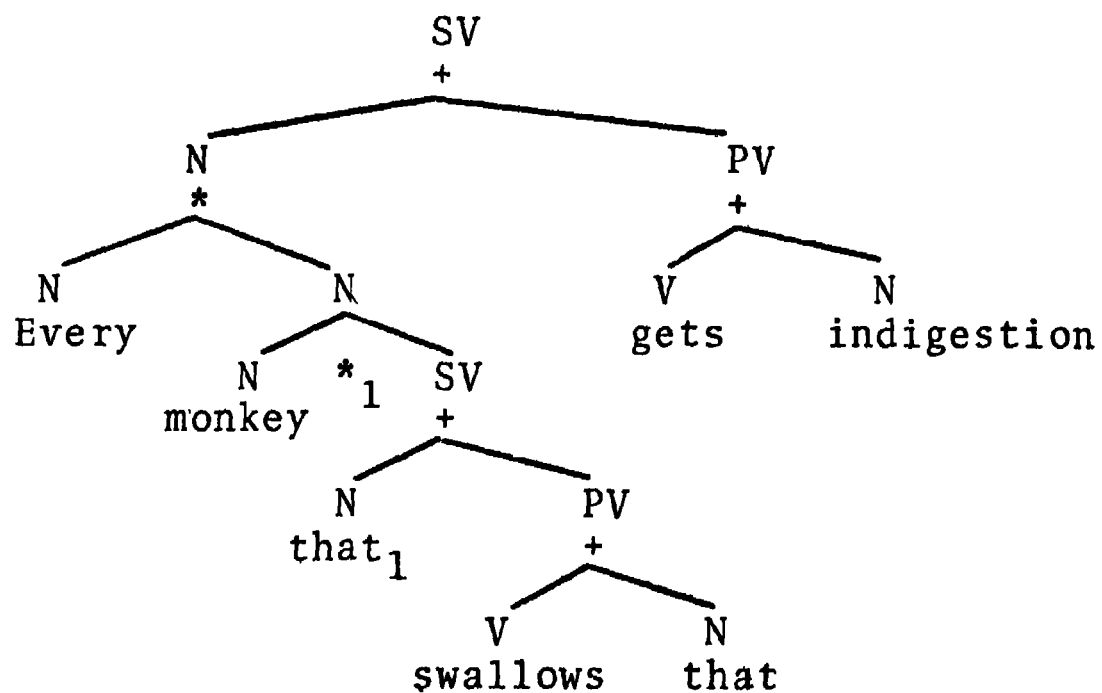 SV
+
N PV
* +
N N V N
Every gets indigestion
N *1 SV
monkey +
N PV
that1 +
V N
swallows that